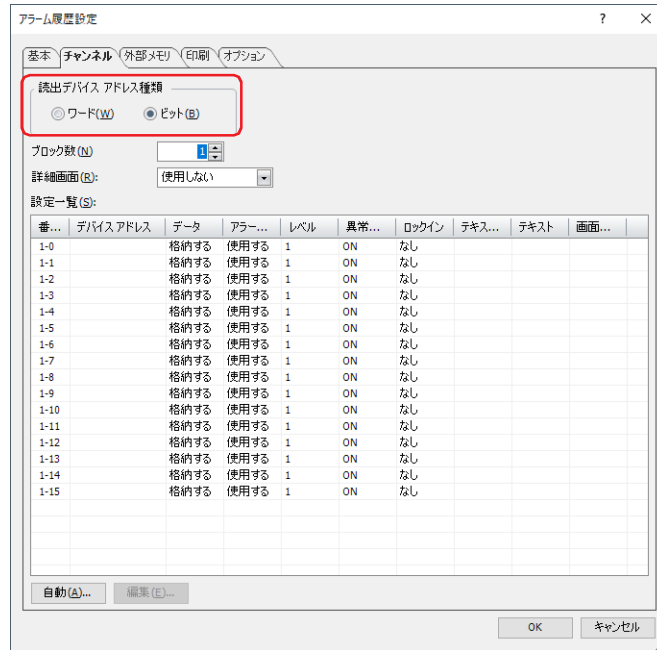 アラーム履歴設定 ? ×
基本 チャンネル 外部メモリ 印刷 オプション
読出デバイス アドレス種類
ワード(W) ビット(B)
ブロック数(N) 1
詳細画面(R): 使用しない
設定一覧(S):
番... デバイス アドレス データ アラー... レベル 異常... ロックイン テキス... テキスト 画面...
1-0 格納する 使用する 1 ON なし
1-1 格納する 使用する 1 ON なし
1-2 格納する 使用する 1 ON なし
1-3 格納する 使用する 1 ON なし
1-4 格納する 使用する 1 ON なし
1-5 格納する 使用する 1 ON なし
1-6 格納する 使用する 1 ON なし
1-7 格納する 使用する 1 ON なし
1-8 格納する 使用する 1 ON なし
1-9 格納する 使用する 1 ON なし
1-10 格納する 使用する 1 ON なし
1-11 格納する 使用する 1 ON なし
1-12 格納する 使用する 1 ON なし
1-13 格納する 使用する 1 ON なし
1-14 格納する 使用する 1 ON なし
1-15 格納する 使用する 1 ON なし
自動(A)... 編集(E)...
OK キャンセル